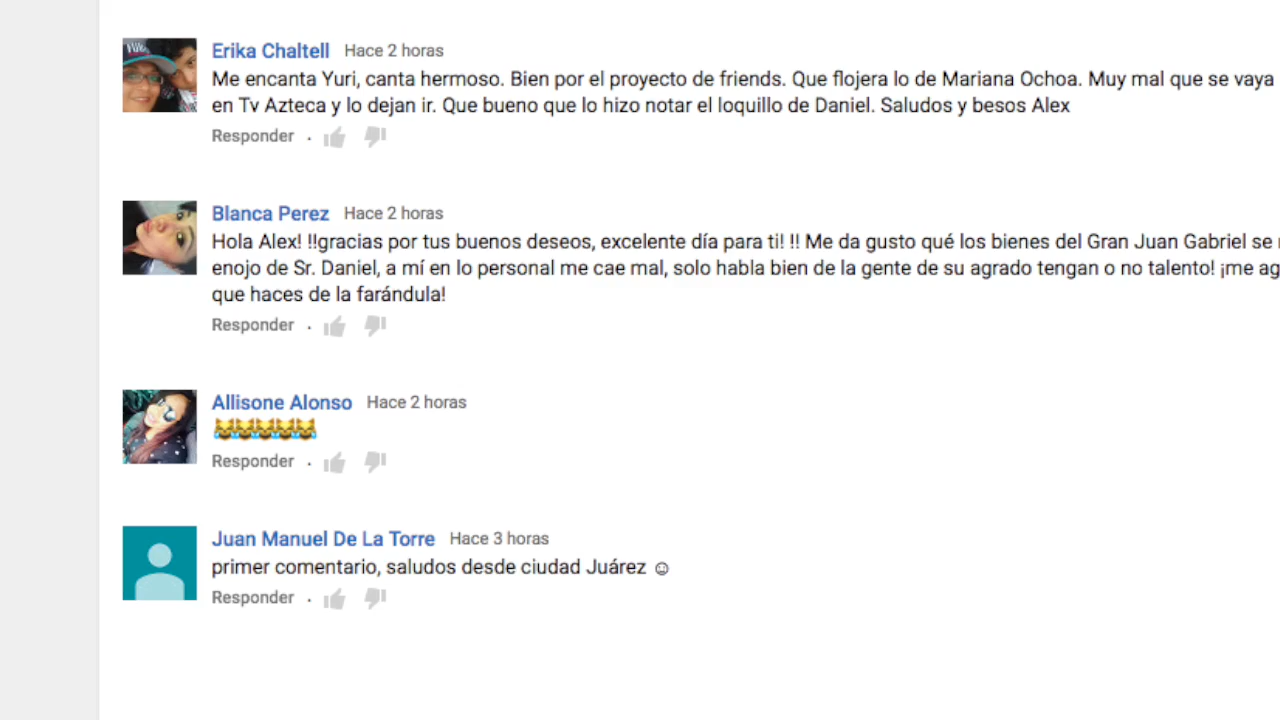 Erika Chaltell Hace 2 horas
Me encanta Yuri, canta hermoso. Bien por el proyecto de friends. Que flojera lo de Mariana Ochoa. Muy mal que se vaya
en Tv Azteca y lo dejan ir. Que bueno que lo hizo notar el loquillo de Daniel. Saludos y besos Alex
Responder .
Blanca Perez Hace 2 horas
Hola Alex! !!gracias por tus buenos deseos, excelente día para ti! !! Me da gusto qué los bienes del Gran Juan Gabriel se
enojo de Sr. Daniel, a mí en lo personal me cae mal, solo habla bien de la gente de su agrado tengan o no talento! ¡me
que haces de la farándula!
Responder .
Allisone Alonso Hace 2 horas
😹😹😹😹😹
Responder .
Juan Manuel De La Torre Hace 3 horas
primer comentario, saludos desde ciudad Juárez ☺
Responder .